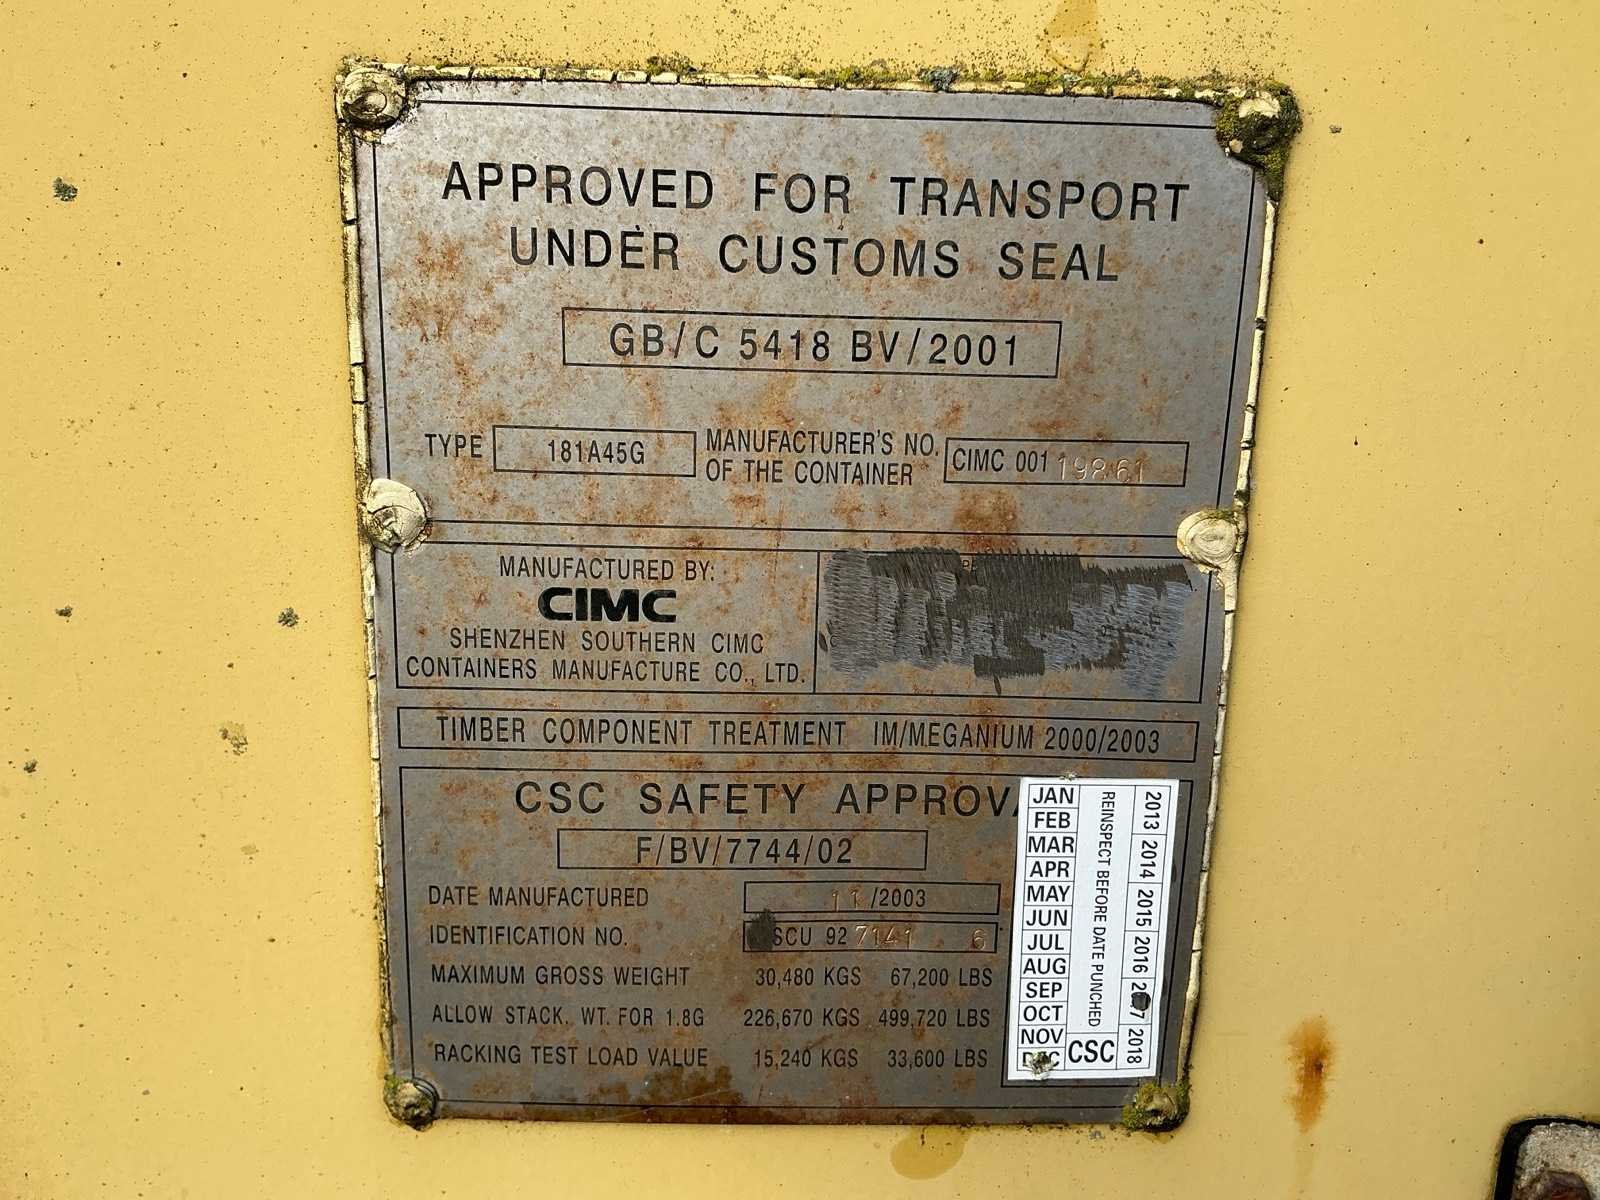 APPROVED FOR TRANSPORT
UNDER CUSTOMS SEAL
GB/C 5418 BV/2001
TYPE 181A45G
MANUFACTURER'S NO.
OF THE CONTAINER
CIMC 001 19861
MANUFACTURED BY:
CIMC
SHENZHEN SOUTHERN CIMC
CONTAINERS MANUFACTURE CO., LTD.
TIMBER COMPONENT TREATMENT IM/MEGANIUM 2000/2003
CSC SAFETY APPROVA
F/BV/7744/02
DATE MANUFACTURED 11/2003
IDENTIFICATION NO. SCU 927141 6
MAXIMUM GROSS WEIGHT 30,480 KGS 67,200 LBS
ALLOW STACK. WT. FOR 1.8G 226,670 KGS 499,720 LBS
RACKING TEST LOAD VALUE 15,240 KGS 33,600 LBS
JAN
FEB
MAR
APR
MAY
JUN
JUL
AUG
SEP
OCT
NOV
DEC
REINSPECT BEFORE DATE PUNCHED
CSC
2013 2014 2015 2016 2017 2018